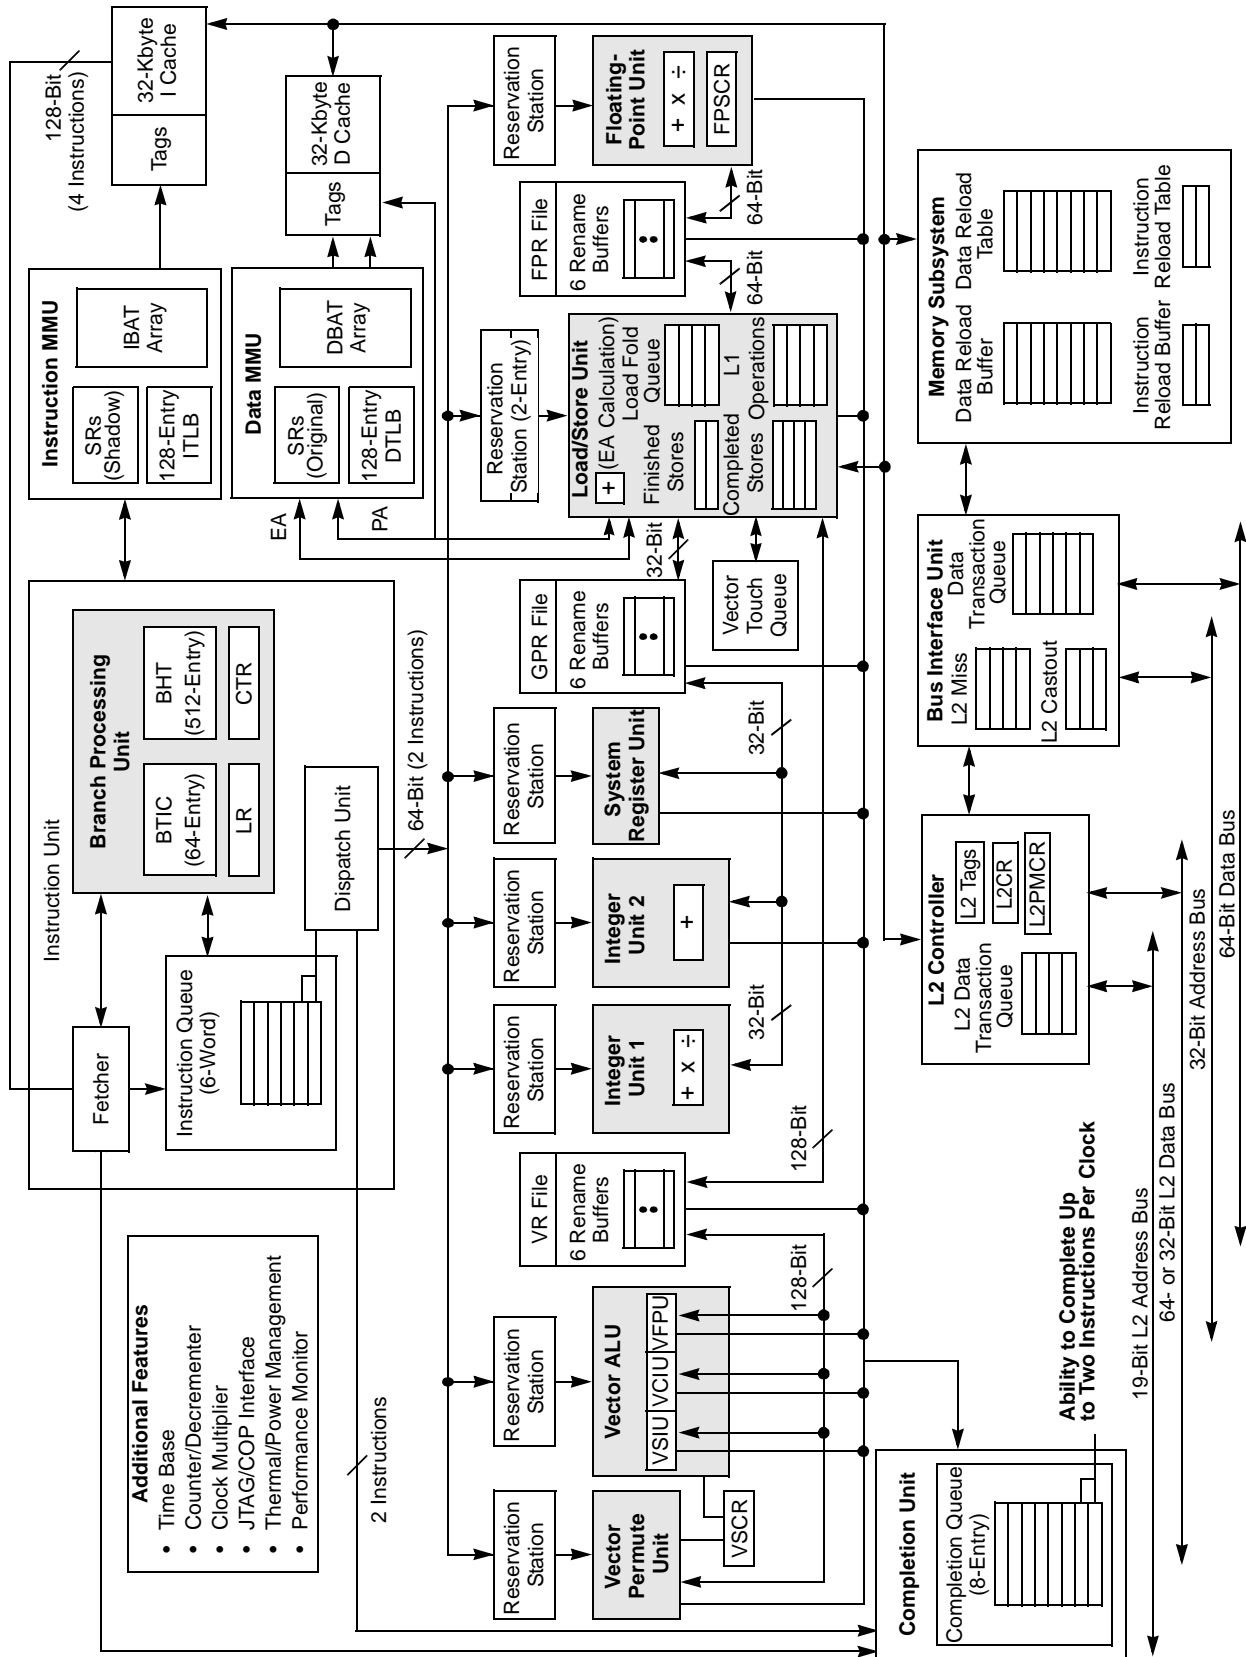 Additional Features
• Time Base
• Counter/Decrementer
• Clock Multiplier
• JTAG/COP Interface
• Thermal/Power Management
• Performance Monitor
Instruction Unit
Fetcher
Branch Processing
Unit
BTIC
(64-Entry)
BHT
(512-Entry)
LR
CTR
Instruction Queue
(6-Word)
Dispatch Unit
128-Bit
(4 Instructions)
Instruction MMU
SRs
(Shadow)
128-Entry
ITLB
IBAT
Array
Tags
32-Kbyte
I Cache
Data MMU
SRs
(Original)
128-Entry
DTLB
DBAT
Array
Tags
32-Kbyte
D Cache
EA
PA
2 Instructions
64-Bit (2 Instructions)
Reservation
Station
Reservation
Station
Reservation
Station
Reservation
Station
Reservation
Station
Reservation
Station (2-Entry)
Reservation
Station
Vector
Permute
Unit
VSCR
Vector ALU
VSIU
VCIU
VFPU
128-Bit
VR File
6 Rename
Buffers
128-Bit
Integer
Unit 1
+ x ÷
32-Bit
Integer
Unit 2
+
System
Register Unit
32-Bit
GPR File
6 Rename
Buffers
32-Bit
Vector
Touch
Queue
Load/Store Unit
+
(EA Calculation)
Load Fold
Queue
Finished
Stores
L1
Operations
Completed
Stores
64-Bit
FPR File
6 Rename
Buffers
64-Bit
Floating-
Point Unit
+ x ÷
FPSCR
Completion Unit
Completion Queue
(8-Entry)
Ability to Complete Up
to Two Instructions Per Clock
L2 Controller
L2 Data
Transaction
Queue
L2 Tags
L2CR
L2PMCR
Bus Interface Unit
L2 Miss
Data
Transaction
Queue
L2 Castout
Memory Subsystem
Data Reload
Buffer
Data Reload
Table
Instruction
Reload Buffer
Instruction
Reload Table
19-Bit L2 Address Bus
64- or 32-Bit L2 Data Bus
32-Bit Address Bus
64-Bit Data Bus